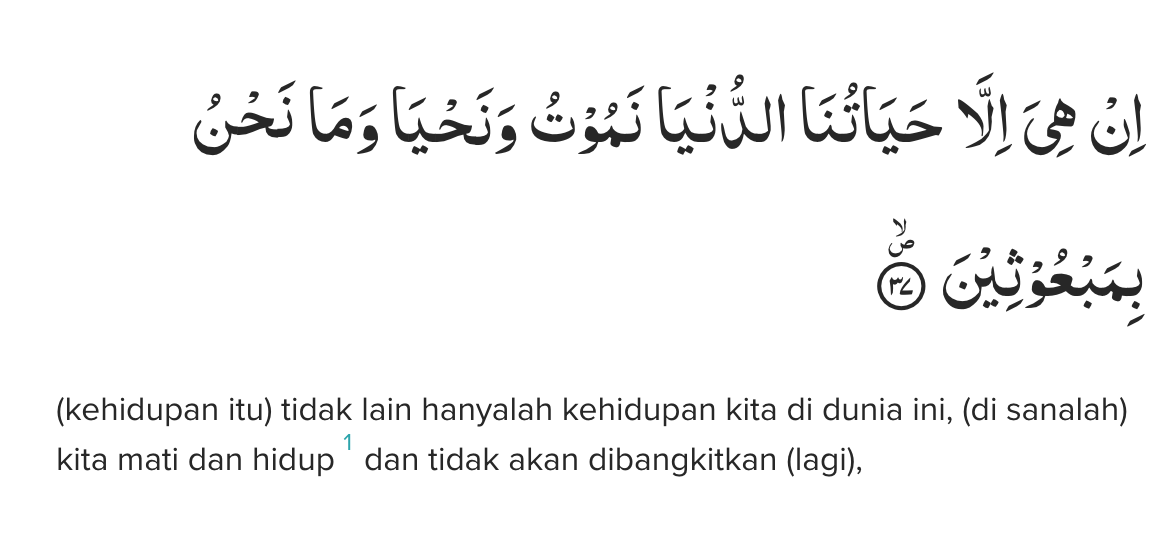 اِنْ هِيَ اِلَّا حَيَاتُنَا الدُّنْيَا نَمُوْتُ وَنَحْيَا وَمَا نَحْنُ
بِمَبْعُوْثِيْنَ ۙ ࣖ ٣٧
(kehidupan itu) tidak lain hanyalah kehidupan kita di dunia ini, (di sanalah)
kita mati dan hidup 1 dan tidak akan dibangkitkan (lagi),